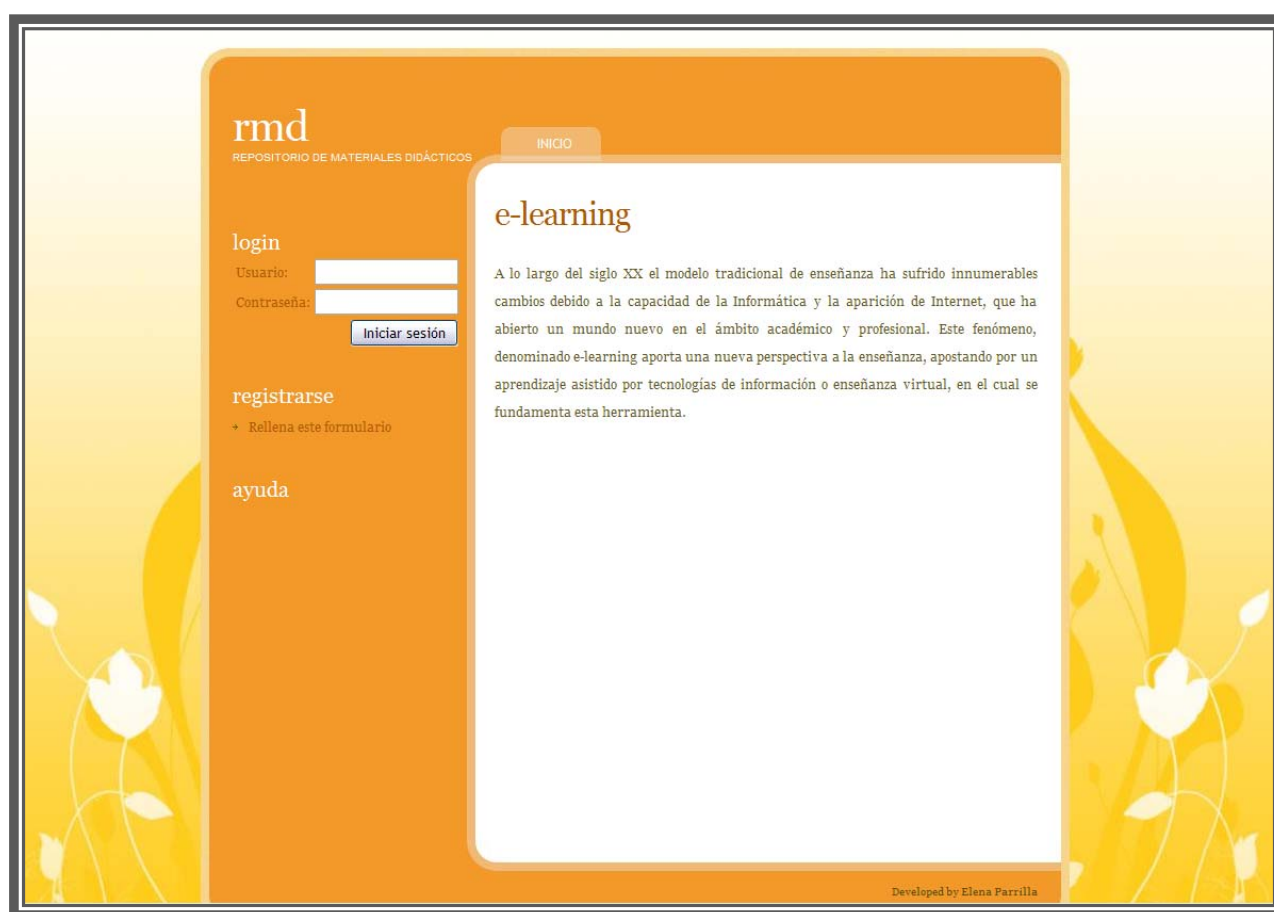 rmd
REPOSITORIO DE MATERIALES DIDÁCTICOS
INICIO
login
Usuario:
Contraseña:
Iniciar sesión
registrarse
Rellena este formulario
ayuda
e-learning
A lo largo del siglo XX el modelo tradicional de enseñanza ha sufrido innumerables
cambios debido a la capacidad de la Informática y la aparición de Internet, que ha
abierto un mundo nuevo en el ámbito académico y profesional. Este fenómeno,
denominado e-learning aporta una nueva perspectiva a la enseñanza, apostando por un
aprendizaje asistido por tecnologías de información o enseñanza virtual, en el cual se
fundamenta esta herramienta.
Developed by Elena Parrilla